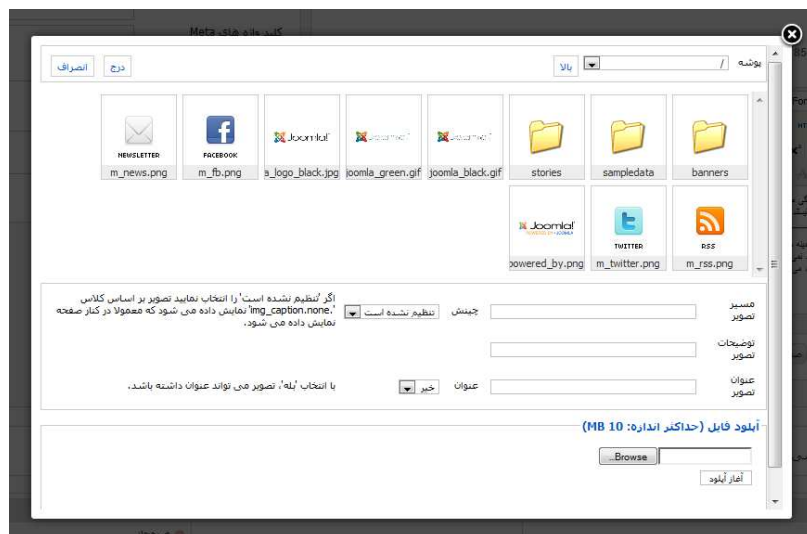 کلید واژه های Meta
پوشه / بالا درج انصراف
banners sampledata stories joomla_black.gif joomla_green.gif a_logo_black.jpg m_fb.png m_news.png
Joomla!
FACEBOOK
NEWSLETTER
Joomla!
TWITTER
RSS
m_rss.png m_twitter.png powered_by.png
مسیر تصویر
چینش تنظیم نشده است
اگر 'تنظیم نشده است' را انتخاب نمایید تصویر بر اساس کلاس
'.img_caption.none' نمایش داده می شود که معمولا در کنار صفحه
نمایش داده می شود.
توضیحات
تصویر
عنوان
تصویر
عنوان خیر
با انتخاب 'بله'، تصویر می تواند عنوان داشته باشد.
آپلود فایل (حداکثر اندازه: 10 MB)
Browse..
آغاز آپلود